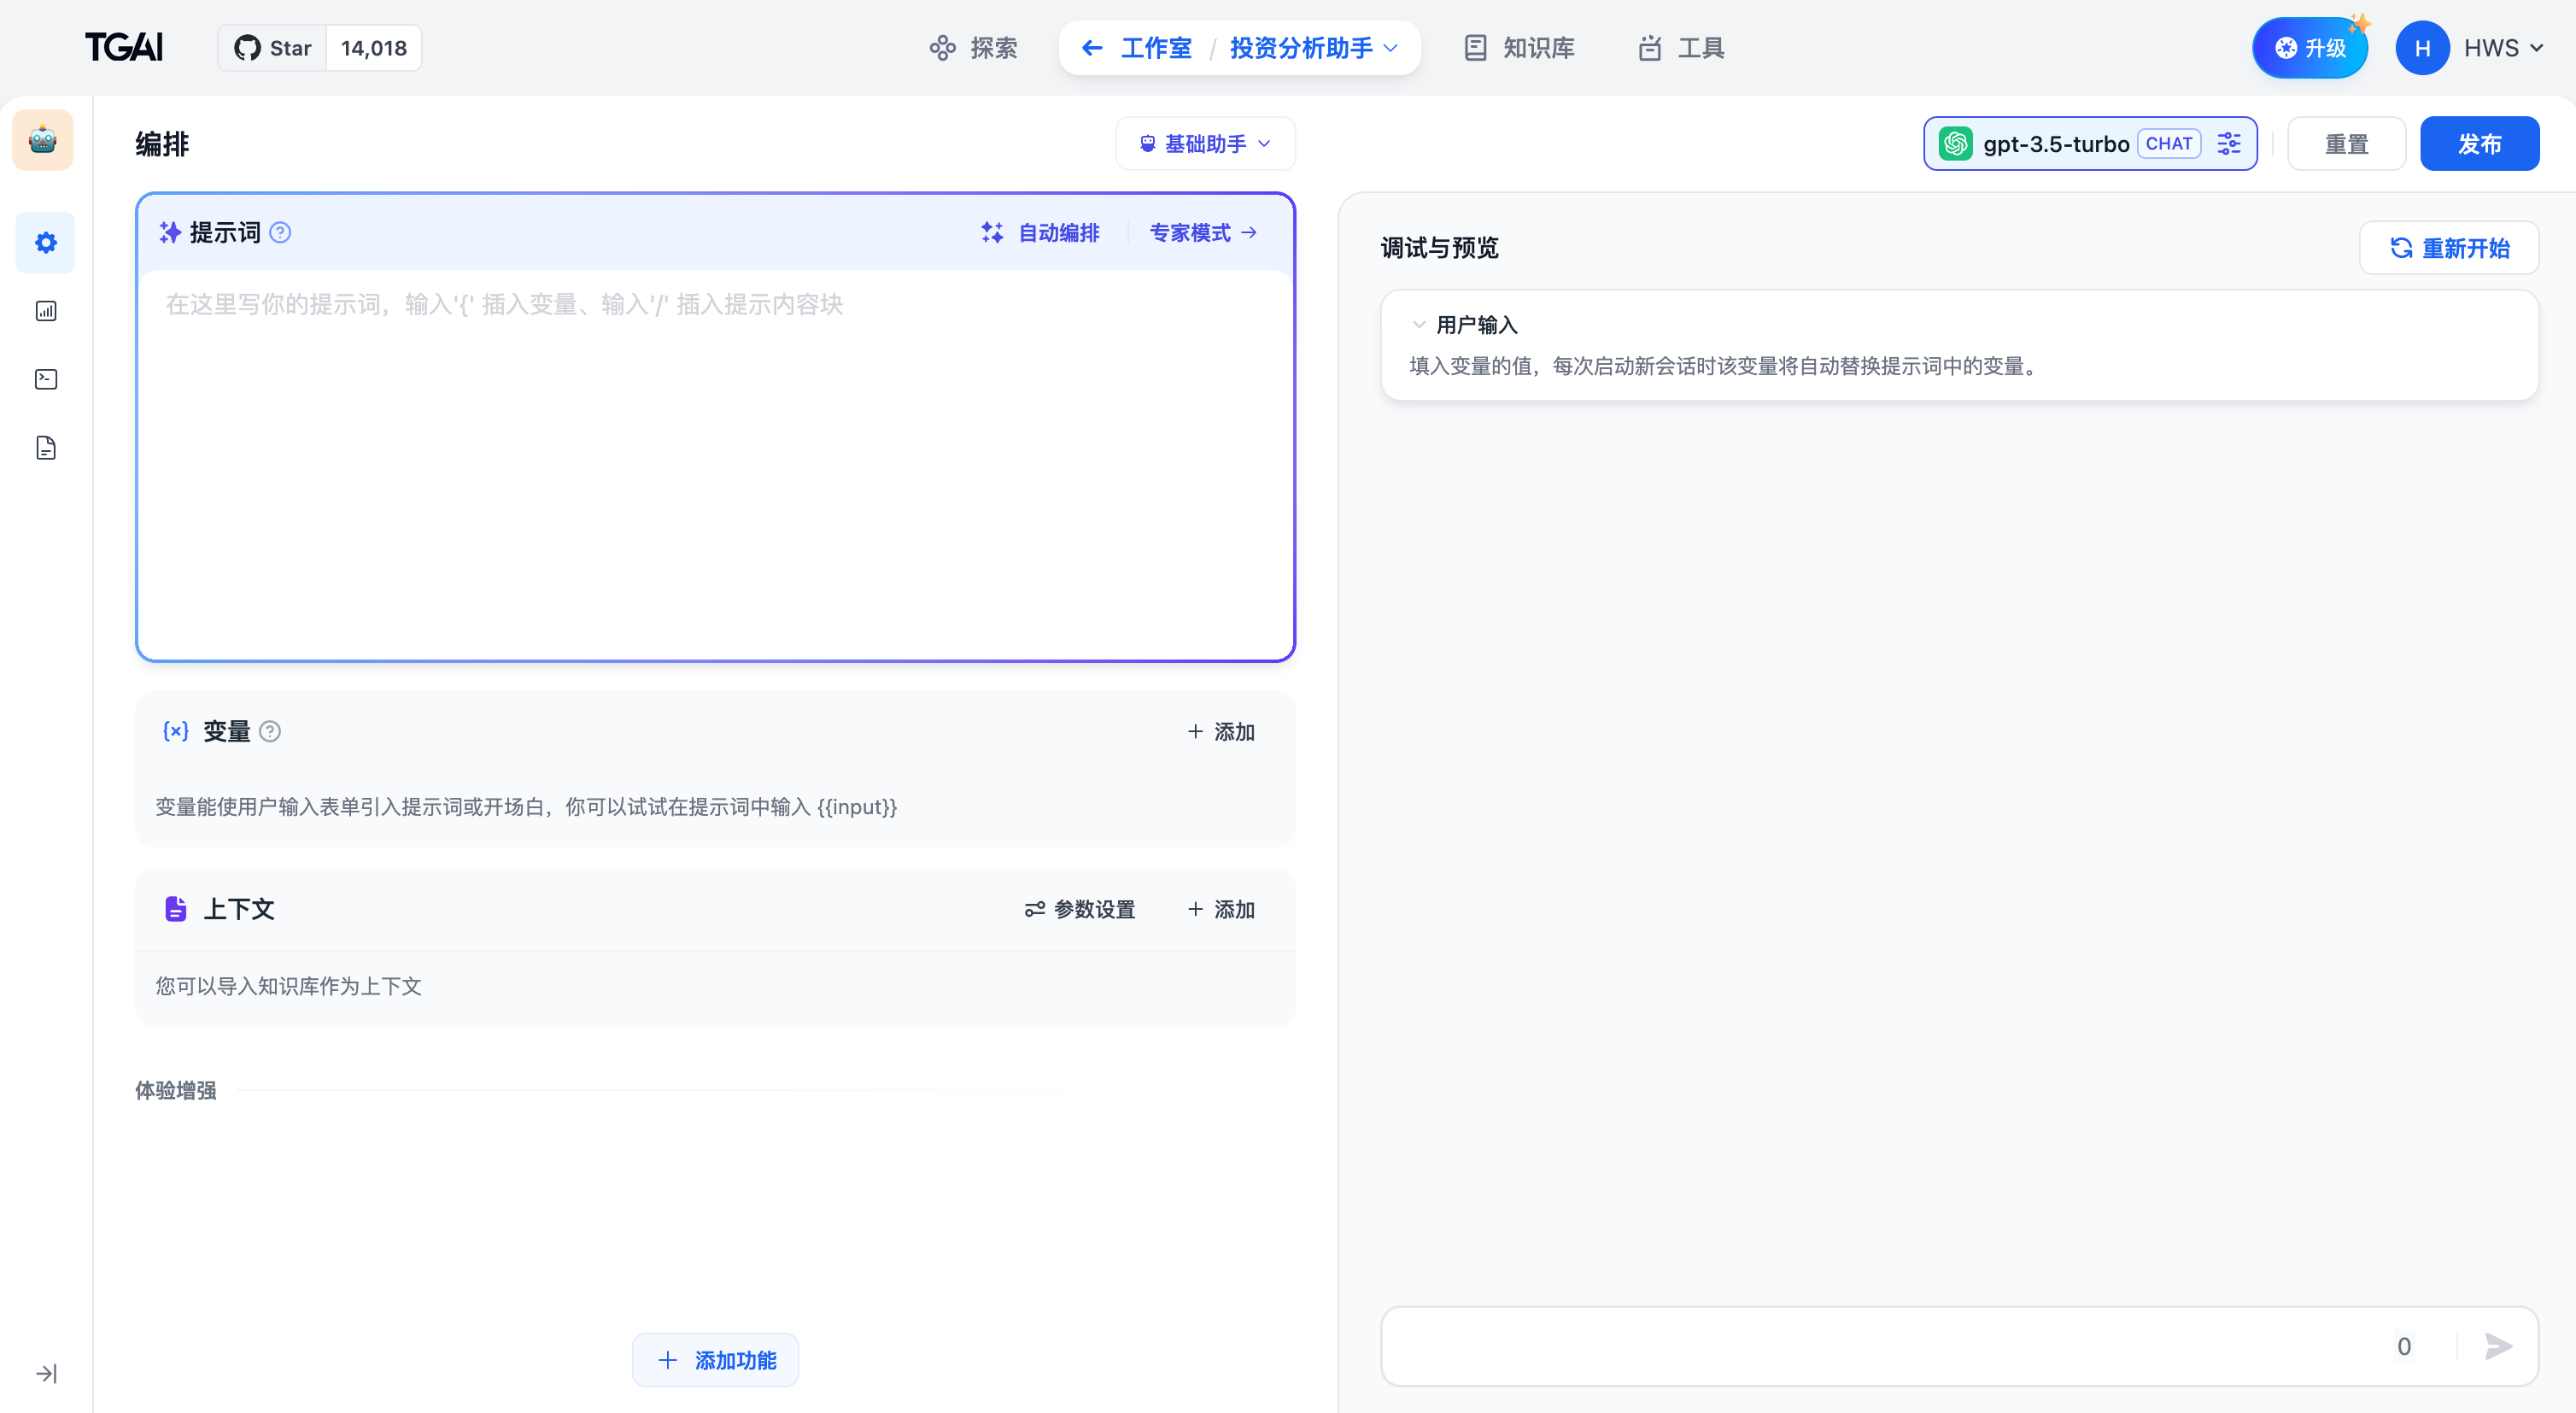 TGAI
Star 14,018
探索
工作室 / 投资分析助手
知识库
工具
升级
H HWS
编排
基础助手
gpt-3.5-turbo CHAT
重置
发布
提示词
自动编排
专家模式
在这里写你的提示词，输入'{' 插入变量、输入'/' 插入提示内容块
变量
添加
变量能使用户输入表单引入提示词或开场白，你可以试试在提示词中输入 {{input}}
上下文
参数设置
添加
您可以导入知识库作为上下文
体验增强
添加功能
调试与预览
重新开始
用户输入
填入变量的值，每次启动新会话时该变量将自动替换提示词中的变量。
0